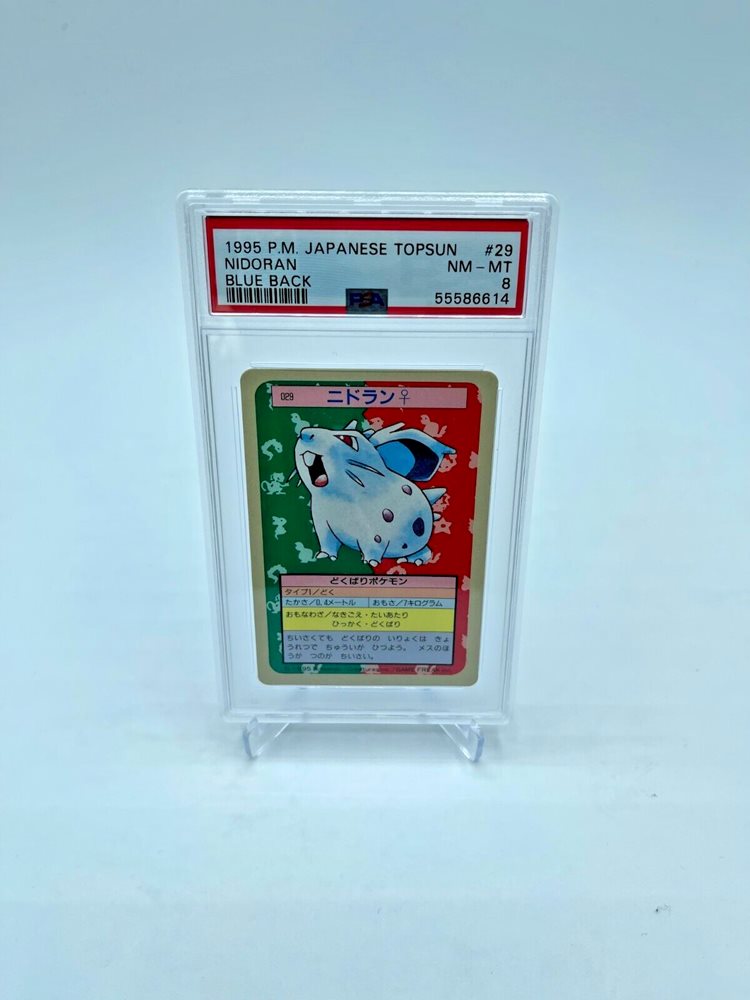 1995 P.M. JAPANESE TOPSUN #29
NIDORAN NM - MT
BLUE BACK 8
PSA 55586614
029 ニドラン♀
どくばりポケモン
タイプ1/どく
たかさ/0.4メートル おもさ/7キログラム
おもなわざ/なきごえ・たいあたり
ひっかく・どくばり
ちいさくても どくばりの いりょくは きょ
うれつで ちゅういが ひつよう。 メスのほ
うが つのが ちいさい。
GAME FREAK inc.